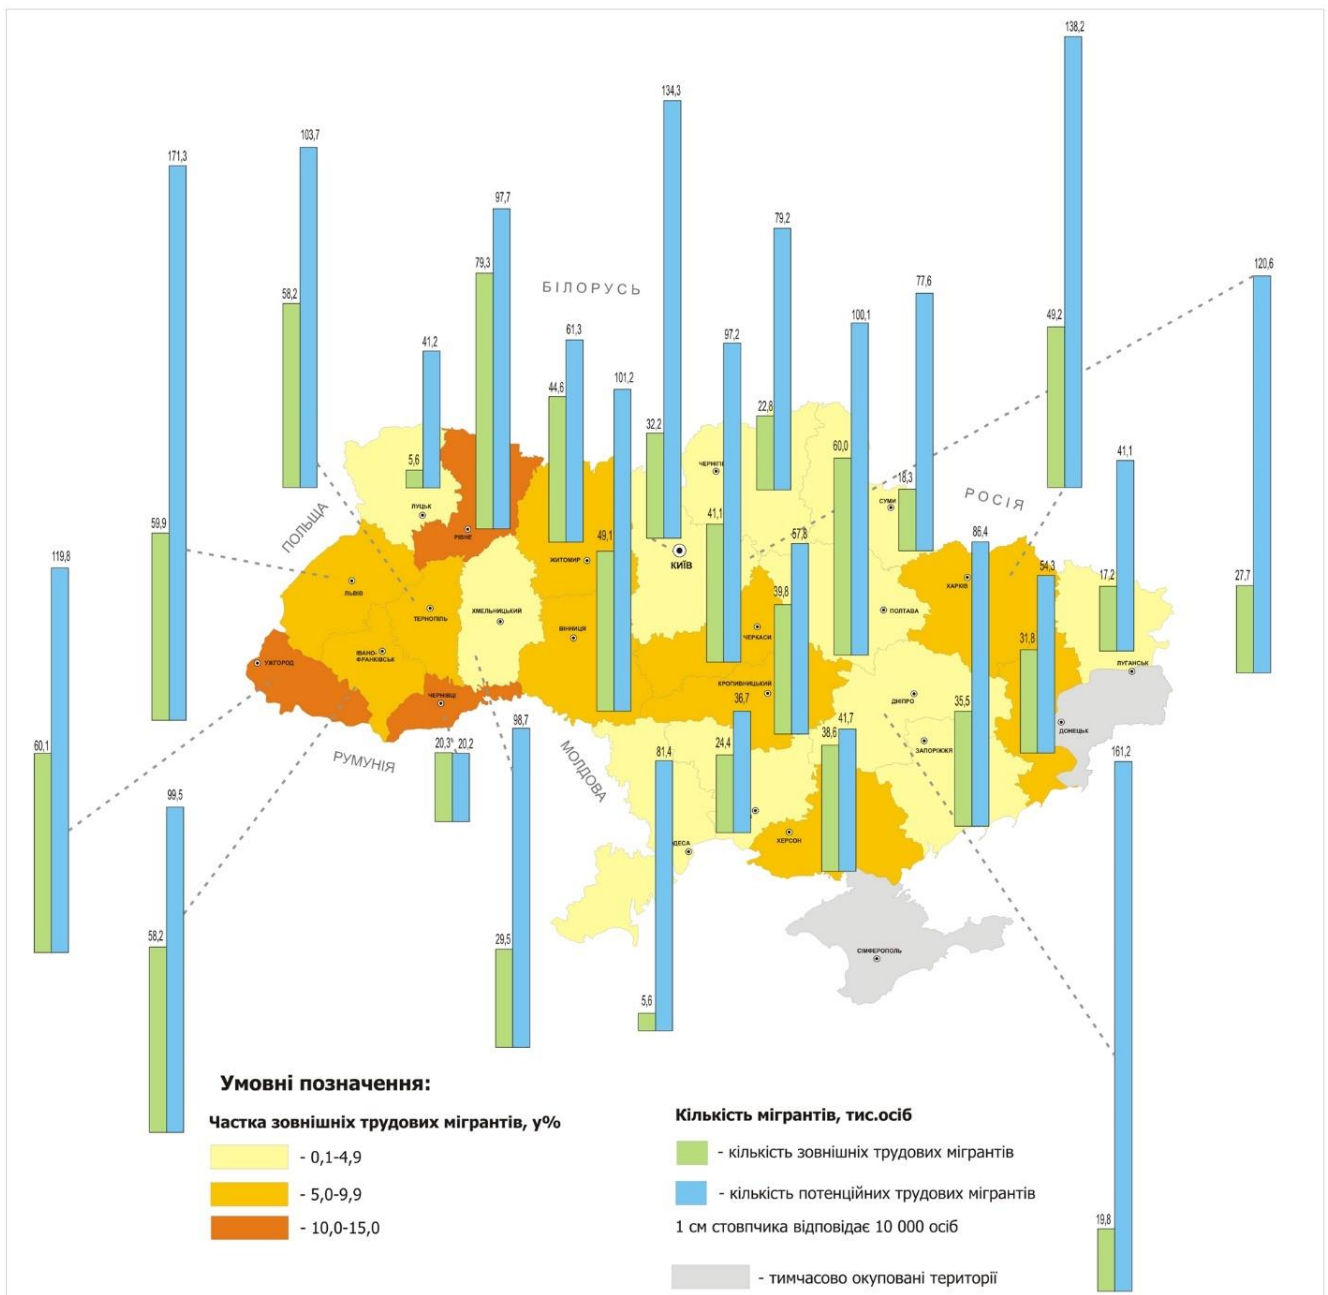 138,2
134,3
103,7
171,3
97,7
79,2
БІЛОРУСЬ
79,3
120,6
58,2
77,6
49,2
100,1
61,3
97,2
41,2
101,2
44,6
22,8
32,2
60,0
41,1
5,6
ЧЕРНІГІВ
18,3
СУМИ
РОСІЯ
ПОЛЬЩА
ЛУЦЬК
59,9
РІВНЕ
49,1
41,1
57,8
86,4
119,8
ЖИТОМИР
КИЇВ
ХАРКІВ
54,3
17,2
27,7
ЛЬВІВ
39,8
ТЕРНОПІЛЬ
ХМЕЛЬНИЦЬКИЙ
ПОЛТАВА
ВІННИЦЯ
ЧЕРКАСИ
31,8
ІВАНО-
ФРАНКІВСЬК
УЖГОРОД
ЛУГАНСЬК
КРОПИВНИЦЬКИЙ
ЧЕРНІВЦІ
ДНІПРО
36,7
35,5
98,7
ДОНЕЦЬК
41,7
38,6
ЗАПОРІЖЖЯ
20,3
20,2
60,1
РУМУНІЯ
МОЛДОВА
81,4
24,4
161,2
99,5
ХЕРСОН
ОДЕСА
58,2
29,5
СІМФЕРОПОЛЬ
5,6
Умовні позначення:
Частка зовнішніх трудових мігрантів, у%
- 0,1-4,9
- 5,0-9,9
- 10,0-15,0
Кількість мігрантів, тис.осіб
- кількість зовнішніх трудових мігрантів
- кількість потенційних трудових мігрантів
1 см стовпчика відповідає 10 000 осіб
19,8
- тимчасово окуповані території